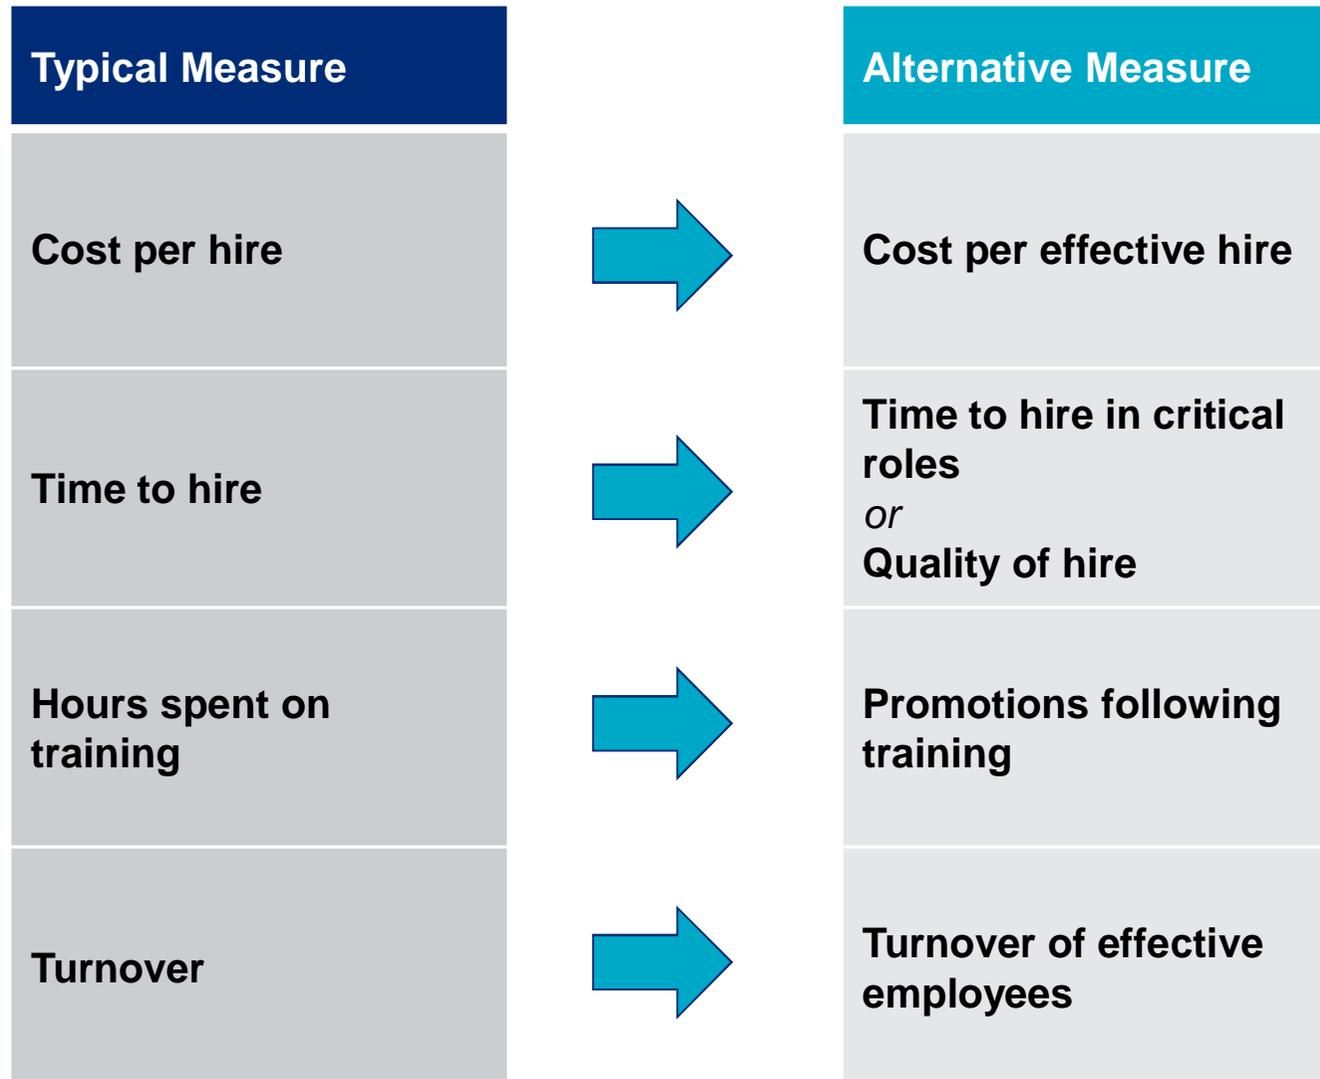 Typical Measure
Alternative Measure
Cost per hire
Cost per effective hire
Time to hire
Time to hire in critical
roles
or
Quality of hire
Hours spent on
training
Promotions following
training
Turnover
Turnover of effective
employees